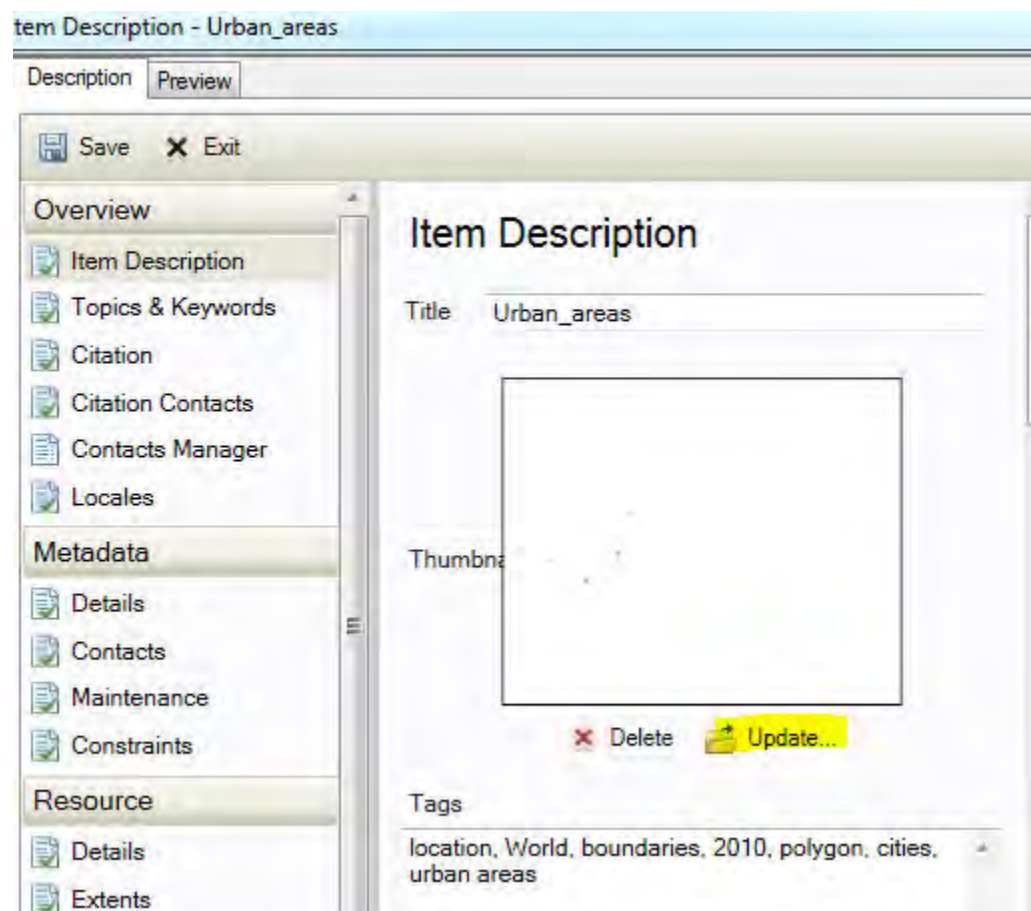 tem Description - Urban_areas
Description Preview
Save Exit
Overview
Item Description
Topics & Keywords
Citation
Citation Contacts
Contacts Manager
Locales
Metadata
Details
Contacts
Maintenance
Constraints
Resource
Details
Extents
Item Description
Title Urban_areas
Thumbna
Delete Update...
Tags
location, World, boundaries, 2010, polygon, cities,
urban areas